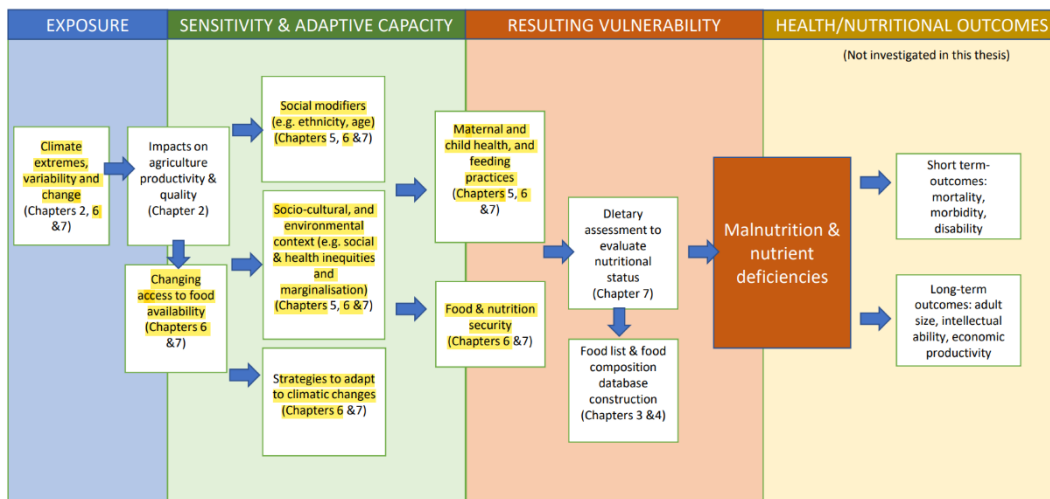 EXPOSURE
SENSITIVITY & ADAPTIVE CAPACITY
RESULTING VULNERABILITY
HEALTH/NUTRITIONAL OUTCOMES
(Not investigated in this thesis)
Climate
extremes,
variability and
change
(Chapters 2, 6
&7)
Impacts on
agriculture
productivity &
quality
(Chapter 2)
Changing
access to food
availability
(Chapters 6
&7)
Social modifiers
(e.g. ethnicity, age)
(Chapters 5, 6 &7)
Socio-cultural, and
environmental
context (e.g. social
& health inequities
and
marginalisation)
(Chapters 5, 6 &7)
Strategies to adapt
to climatic changes
(Chapters 6 &7)
Maternal and
child health, and
feeding
practices
(Chapters 5, 6
&7)
Food & nutrition
security
(Chapters 6 &7)
DIetary
assessment to
evaluate
nutritional
status
(Chapter 7)
Food list & food
composition
database
construction
(Chapters 3 &4)
Malnutrition &
nutrient
deficiencies
Short term-
outcomes:
mortality,
morbidity,
disability
Long-term
outcomes: adult
size, intellectual
ability, economic
productivity